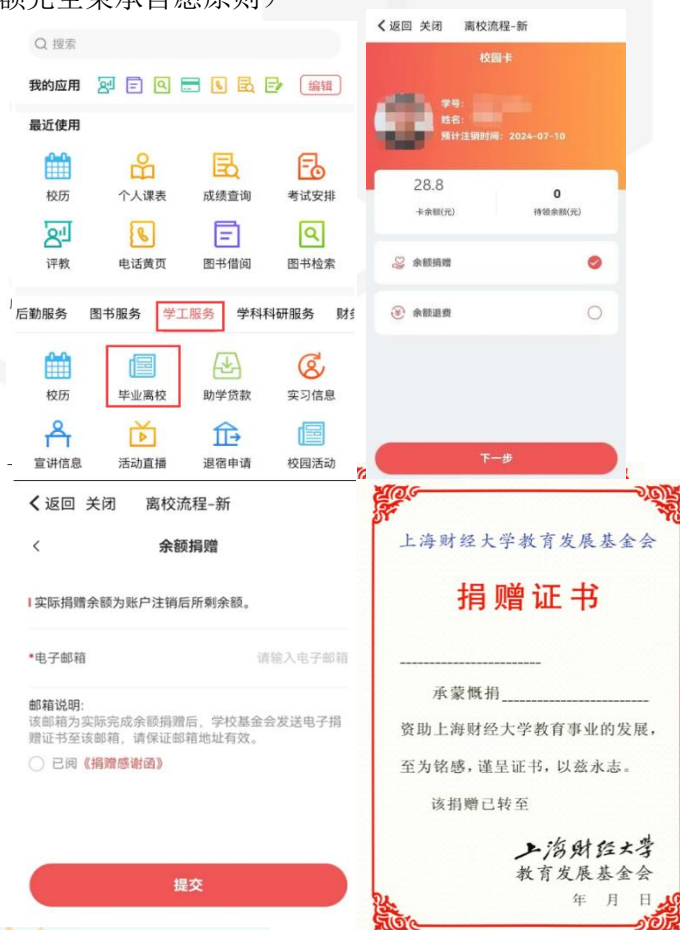 额完全秉承自愿原则）
搜索
我的应用 编辑
最近使用
校历 个人课表 成绩查询 考试安排
评教 电话黄页 图书借阅 图书检索
后勤服务 图书服务 学工服务 学科科研服务 财务
校历 毕业离校 助学贷款 实习信息
宣讲信息 活动直播 退宿申请 校园活动
返回 关闭 离校流程-新
校园卡
学号：
姓名：
预计注销时间：2024-07-10
28.8 0
卡余额(元) 待领余额(元)
余额捐赠
余额退费
下一步
返回 关闭 离校流程-新
余额捐赠
实际捐赠余额为账户注销后所剩余额。
*电子邮箱 请输入电子邮箱
邮箱说明:
该邮箱为实际完成余额捐赠后，学校基金会发送电子捐
赠证书至该邮箱，请保证邮箱地址有效。
已阅《捐赠感谢函》
提交
上海财经大学教育发展基金会
捐赠证书
承蒙慨捐
资助上海财经大学教育事业的发展，
至为铭感，谨呈证书，以兹永志。
该捐赠已转至
上海财经大学
教育发展基金会
年 月 日